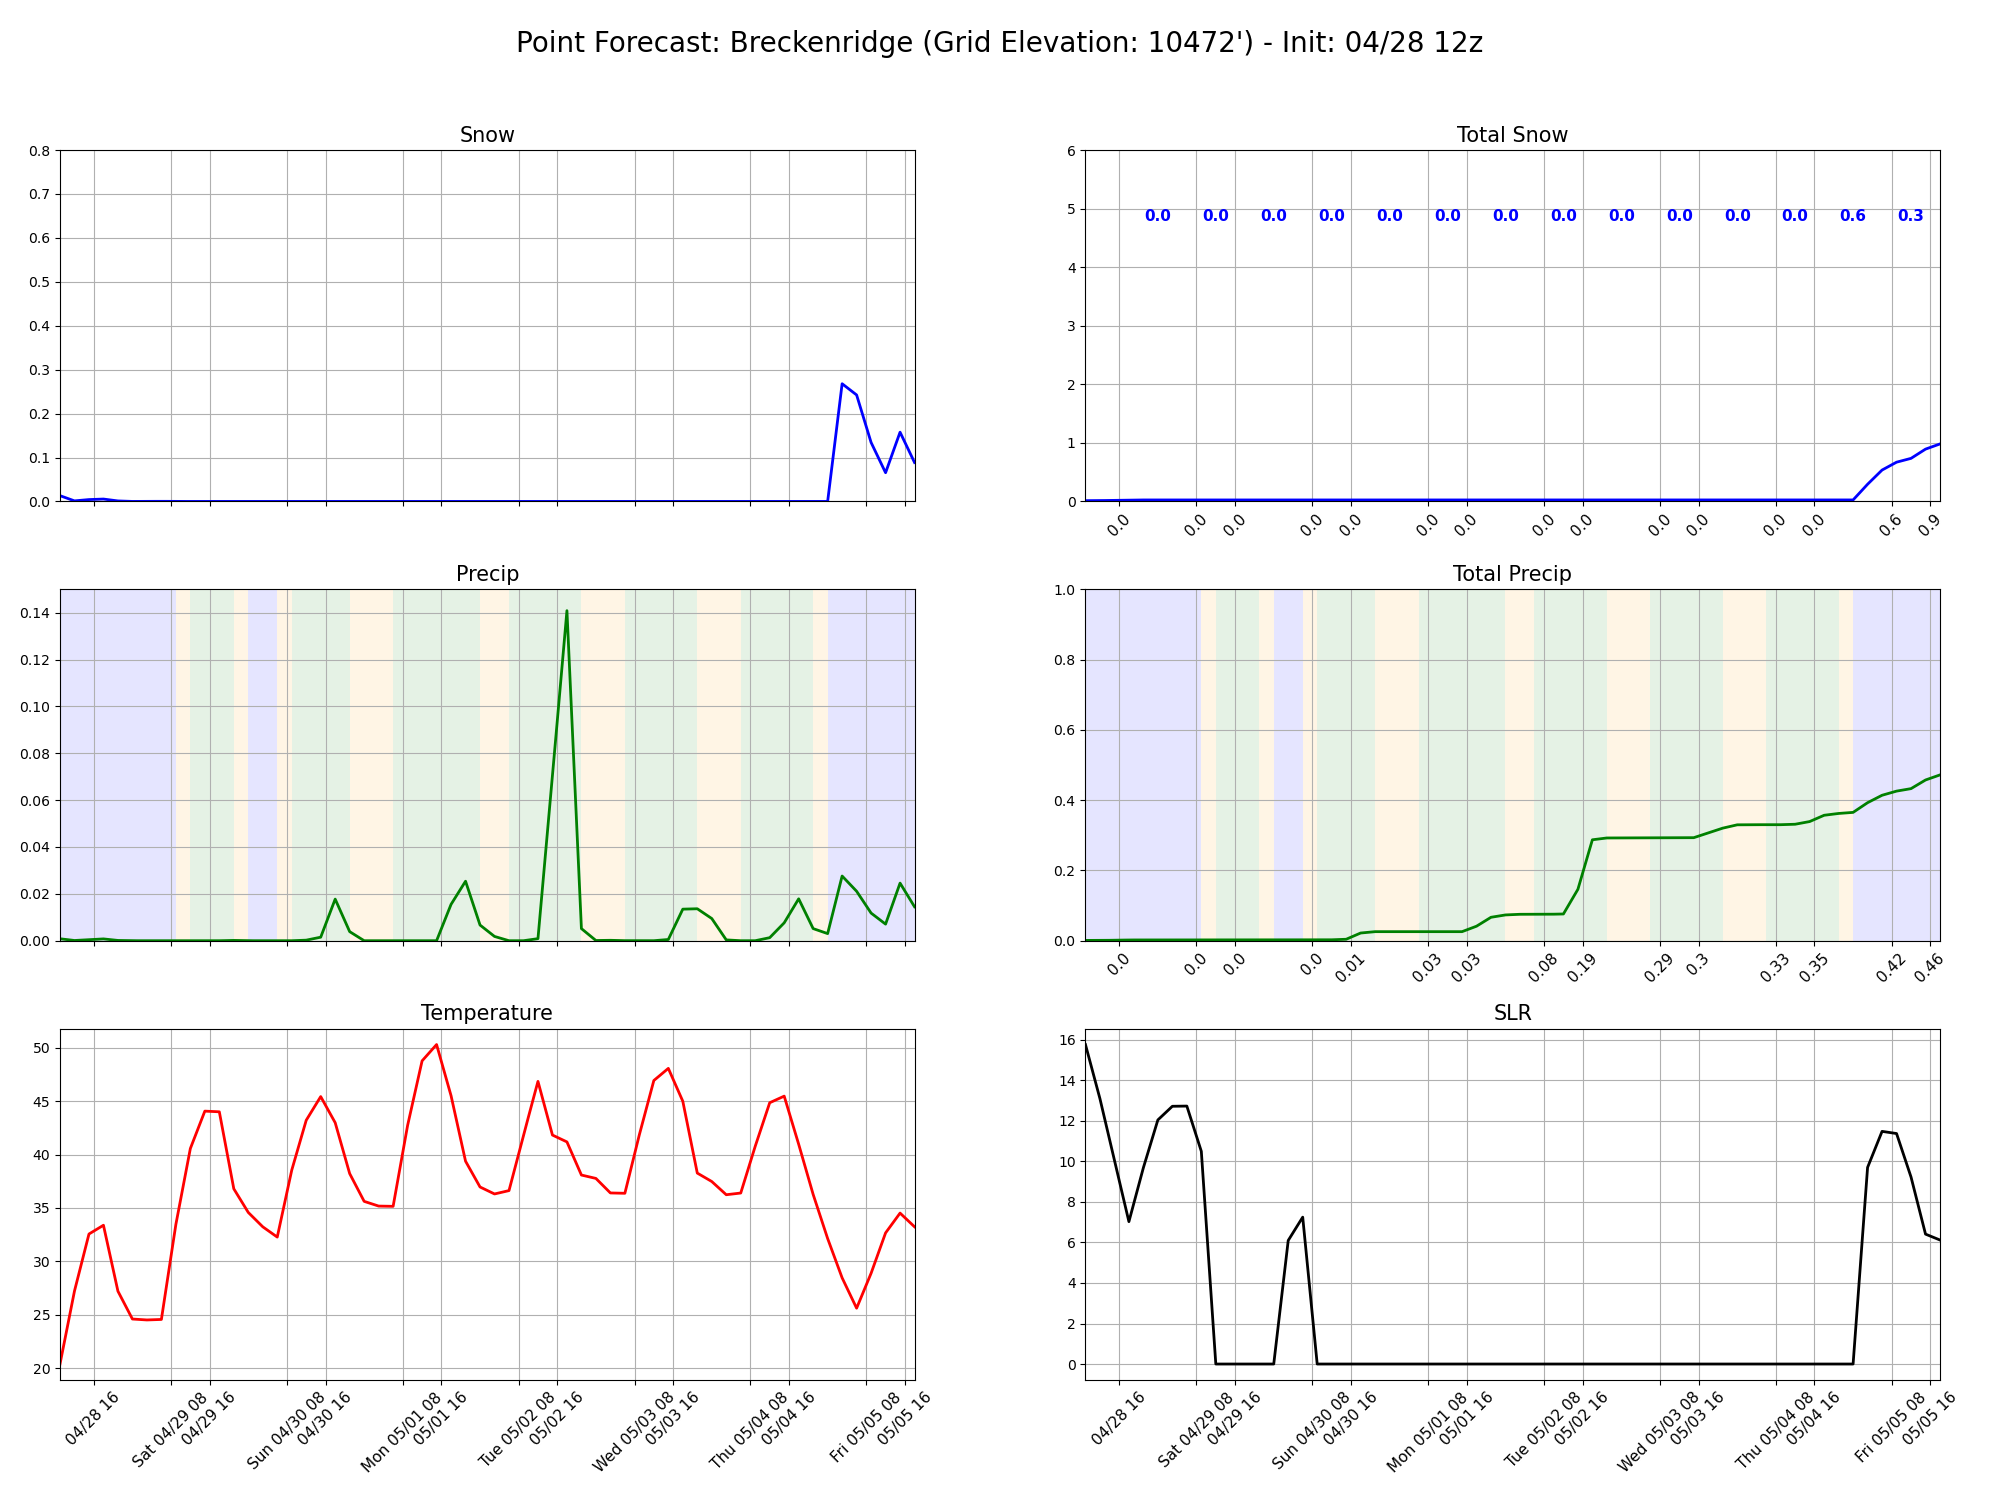 Point Forecast: Breckenridge (Grid Elevation: 10472') - Init: 04/28 12z
Snow
0.8
0.7
0.6
0.5
0.4
0.3
0.2
0.1
0.0
Total Snow
6
5
4
3
2
1
0
0.0 0.0 0.0 0.0 0.0 0.0 0.0 0.0 0.0 0.0 0.0 0.0 0.6 0.3
0.0 0.0 0.0 0.0 0.0 0.0 0.0 0.0 0.0 0.0 0.0 0.0 0.0 0.6 0.9
Precip
0.14
0.12
0.10
0.08
0.06
0.04
0.02
0.00
Total Precip
1.0
0.8
0.6
0.4
0.2
0.0
0.0 0.0 0.0 0.0 0.01 0.03 0.03 0.08 0.19 0.29 0.3 0.33 0.35 0.42 0.46
Temperature
50
45
40
35
30
25
20
04/28 16
Sat 04/29 08
04/29 16
Sun 04/30 08
04/30 16
Mon 05/01 08
05/01 16
Tue 05/02 08
05/02 16
Wed 05/03 08
05/03 16
Thu 05/04 08
05/04 16
Fri 05/05 08
05/05 16
SLR
16
14
12
10
8
6
4
2
0
04/28 16
Sat 04/29 08
04/29 16
Sun 04/30 08
04/30 16
Mon 05/01 08
05/01 16
Tue 05/02 08
05/02 16
Wed 05/03 08
05/03 16
Thu 05/04 08
05/04 16
Fri 05/05 08
05/05 16